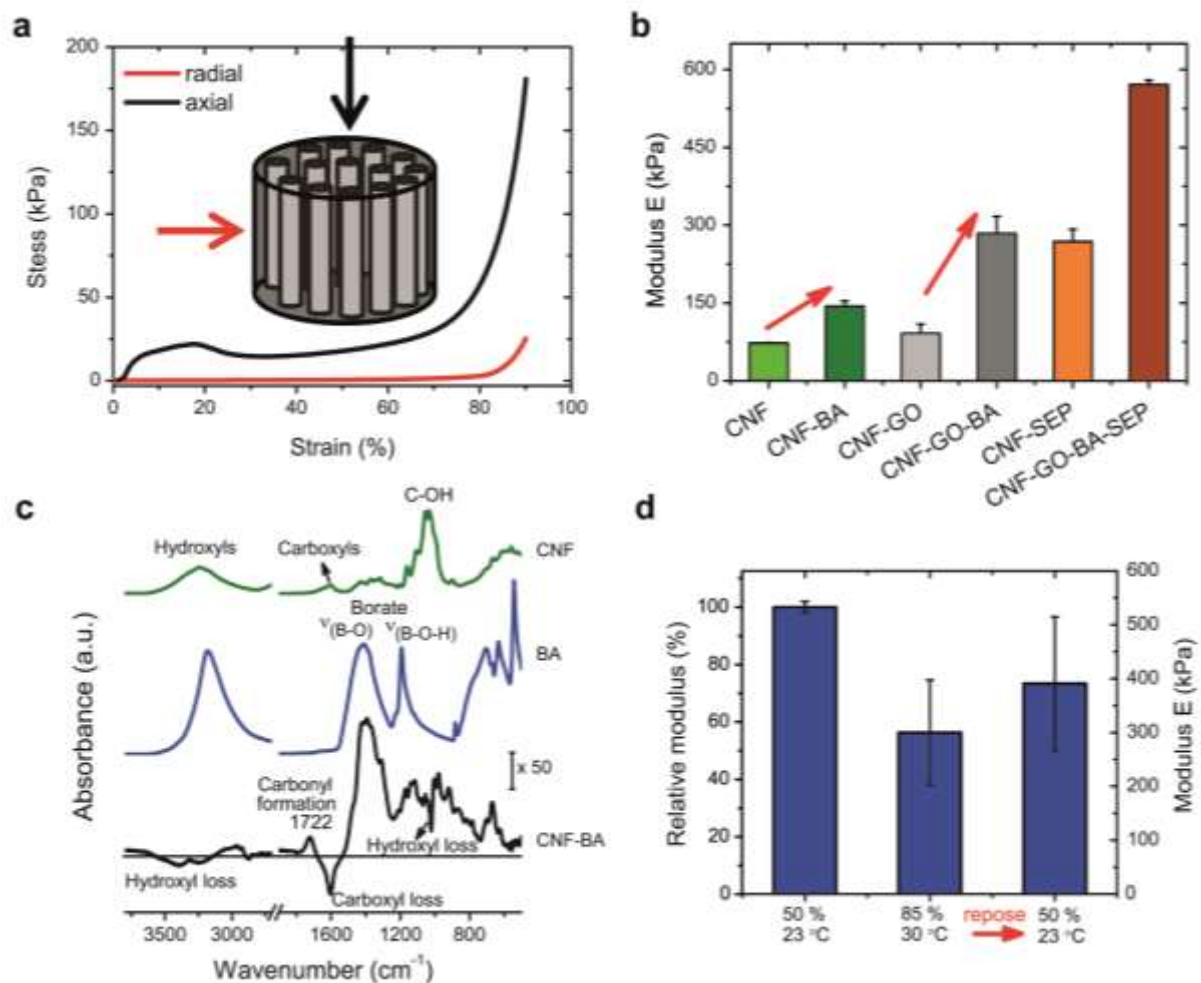 a
200
150
100
50
0
Stess (kPa)
radial
axial
0 20 40 60 80 100
Strain (%)
b
600
450
300
150
0
Modulus E (kPa)
CNF
CNF-BA
CNF-GO
CNF-GO-BA
CNF-SEP
CNF-GO-BA-SEP
c
Absorbance (a.u.)
C-OH
Hydroxyls
Carboxyls
CNF
Borate
ν(B-O)
ν(B-O-H)
BA
x 50
Carbonyl
formation
1722
Hydroxyl loss
CNF-BA
Hydroxyl loss
Carboxyl loss
3500 3000 1600 1200 800
Wavenumber (cm⁻¹)
d
100
80
60
40
20
0
Relative modulus (%)
600
500
400
300
200
100
0
Modulus E (kPa)
50 % 85 % repose 50 %
23 °C 30 °C 23 °C